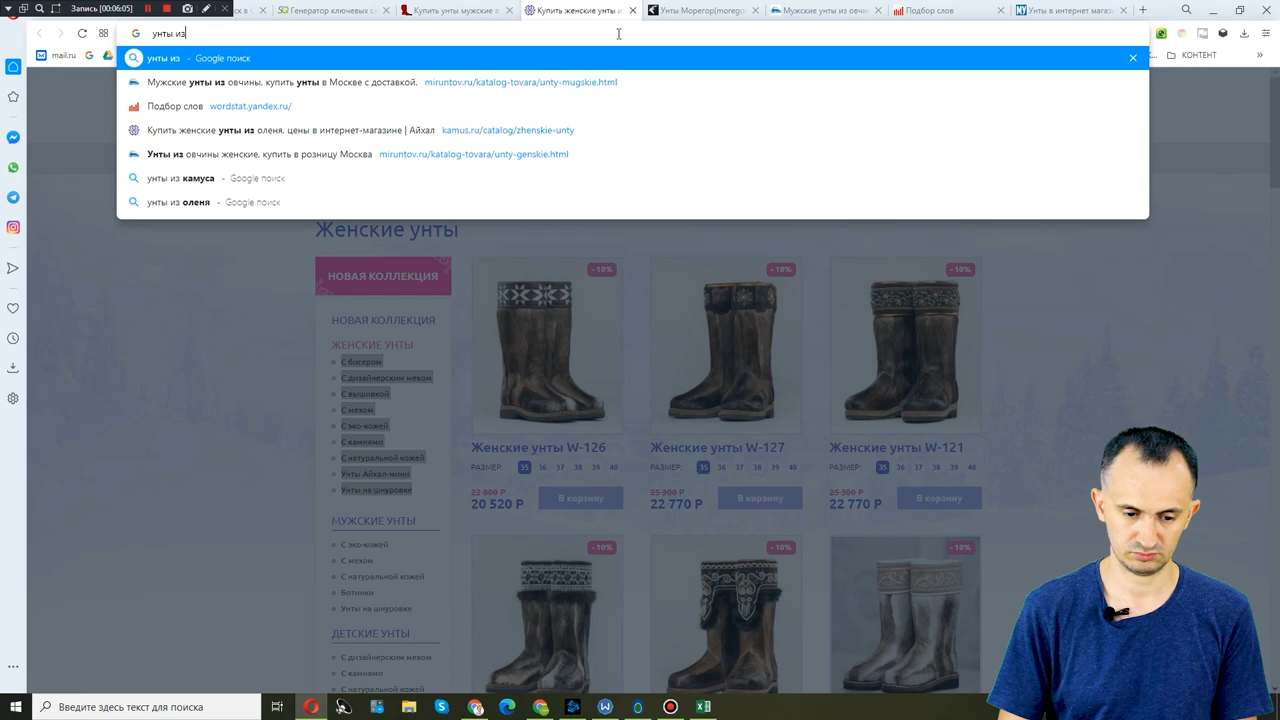 Запись [00:06:05]
Генератор ключевых сл
Купить унты мужские в
Купить женские унты и
Унты Морегор(moregor
Мужские унты из овчи
Подбор слов
Унты в интернет магаз
унты из
mail.ru
КОНТЕНТ
унты из - Google поиск
Мужские унты из овчины, купить унты в Москве с доставкой. miruntov.ru/katalog-tovara/unty-mugskie.html
Подбор слов wordstat.yandex.ru/
Купить женские унты из оленя, цены в интернет-магазине | Айхал kamus.ru/catalog/zhenskie-unty
Унты из овчины женские, купить в розницу Москва miruntov.ru/katalog-tovara/unty-genskie.html
унты из камуса - Google поиск
унты из оленя - Google поиск
Женские унты
НОВАЯ КОЛЛЕКЦИЯ
НОВАЯ КОЛЛЕКЦИЯ
ЖЕНСКИЕ УНТЫ
С бисером
С дизайнерским мехом
С вышивкой
С мехом
С эко-кожей
С камнями
С натуральной кожей
Унты Айхал-мини
Унты на шнуровке
МУЖСКИЕ УНТЫ
С эко-кожей
С мехом
С натуральной кожей
Ботинки
Унты на шнуровке
ДЕТСКИЕ УНТЫ
С дизайнерским мехом
С камнями
С натуральной кожей
- 10% - 10% - 10%
Женские унты W-126 Женские унты W-127 Женские унты W-121
РАЗМЕР: 35 36 37 38 39 40 РАЗМЕР: 35 36 37 38 39 40 РАЗМЕР: 35 36 37 38 39 40
22 800 Р 25 300 Р 25 300 Р
20 520 Р В корзину 22 770 Р В корзину 22 770 Р В корзину
- 10% - 10% - 10%
Введите здесь текст для поиска